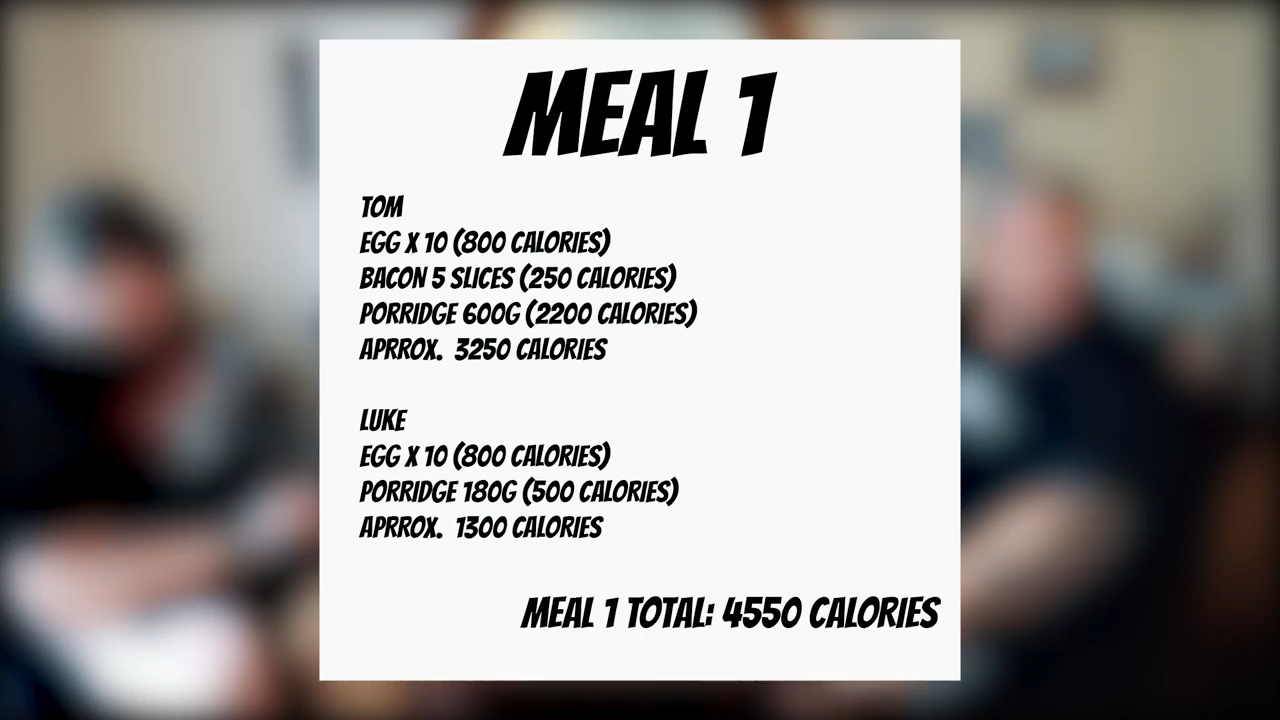 MEAL 1
TOM
EGG X 10 (800 CALORIES)
BACON 5 SLICES (250 CALORIES)
PORRIDGE 600G (2200 CALORIES)
APRROX. 3250 CALORIES
LUKE
EGG X 10 (800 CALORIES)
PORRIDGE 180G (500 CALORIES)
APRROX. 1300 CALORIES
MEAL 1 TOTAL: 4550 CALORIES